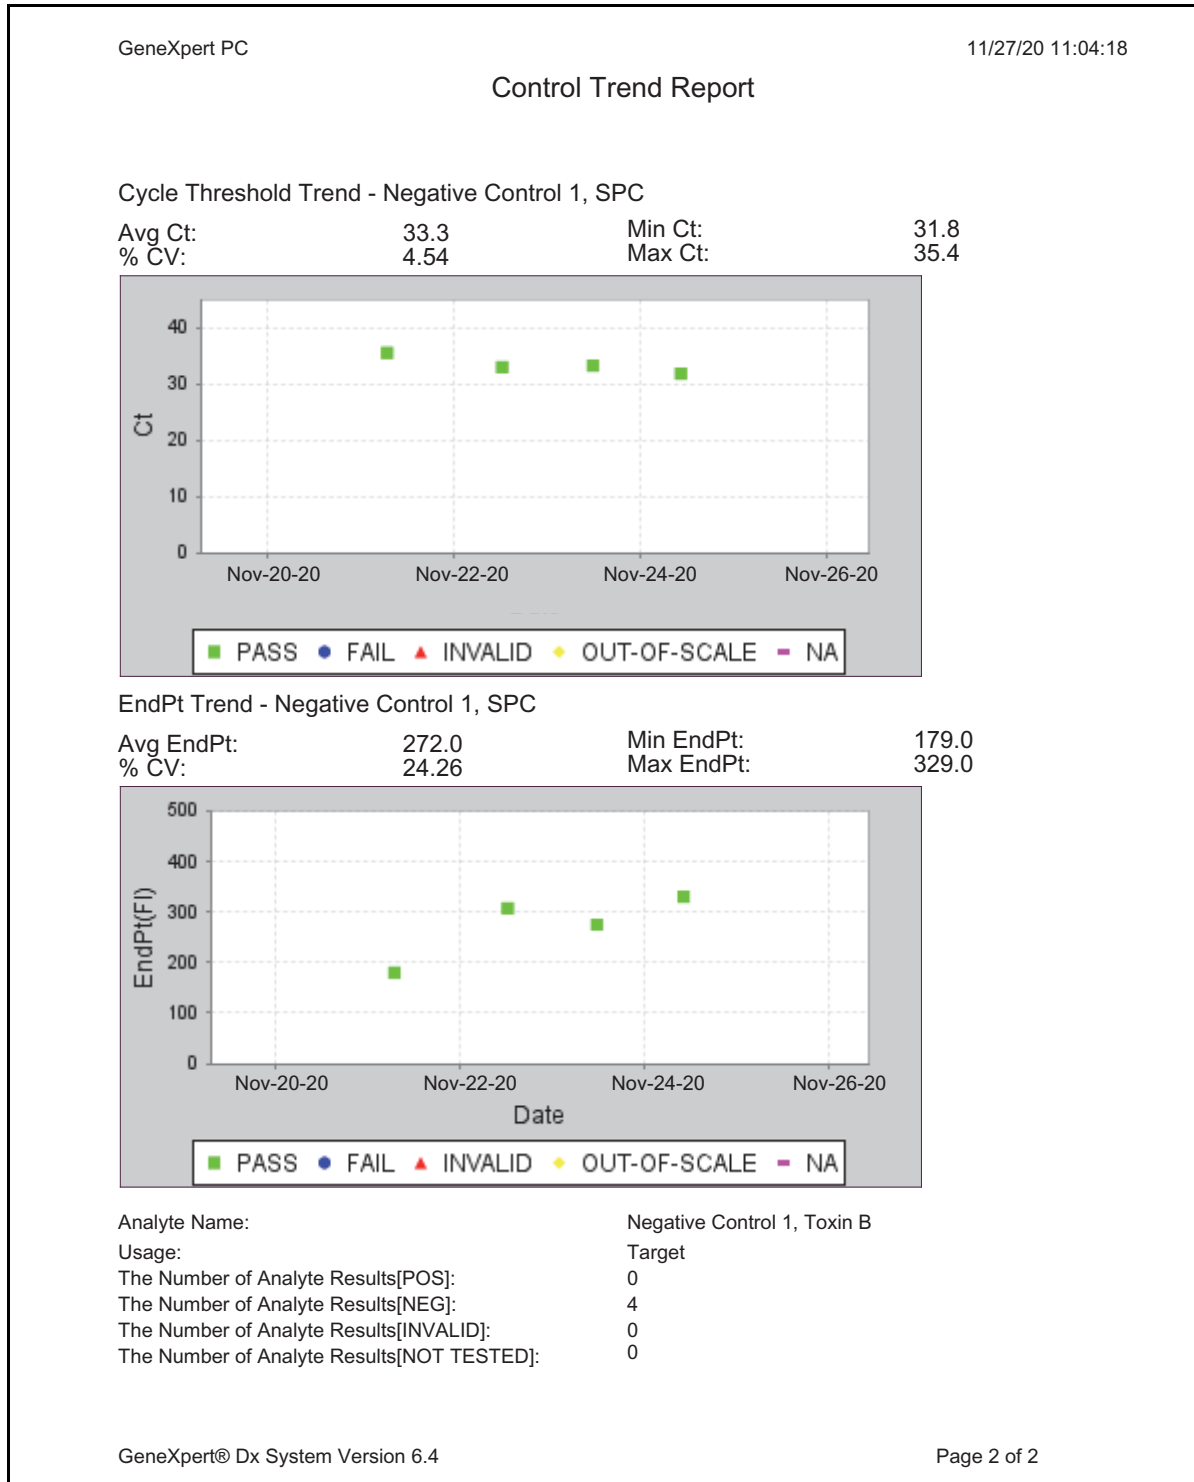 GeneXpert PC 11/27/20 11:04:18
Control Trend Report
Cycle Threshold Trend - Negative Control 1, SPC
Avg Ct: 33.3 Min Ct: 31.8
% CV: 4.54 Max Ct: 35.4
40
30
20
10
0
Ct
Nov-20-20 Nov-22-20 Nov-24-20 Nov-26-20
PASS FAIL INVALID OUT-OF-SCALE NA
EndPt Trend - Negative Control 1, SPC
Avg EndPt: 272.0 Min EndPt: 179.0
% CV: 24.26 Max EndPt: 329.0
500
400
300
200
100
0
EndPt(Fl)
Nov-20-20 Nov-22-20 Nov-24-20 Nov-26-20
Date
PASS FAIL INVALID OUT-OF-SCALE NA
Analyte Name: Negative Control 1, Toxin B
Usage: Target
The Number of Analyte Results[POS]: 0
The Number of Analyte Results[NEG]: 4
The Number of Analyte Results[INVALID]: 0
The Number of Analyte Results[NOT TESTED]: 0
GeneXpert® Dx System Version 6.4 Page 2 of 2